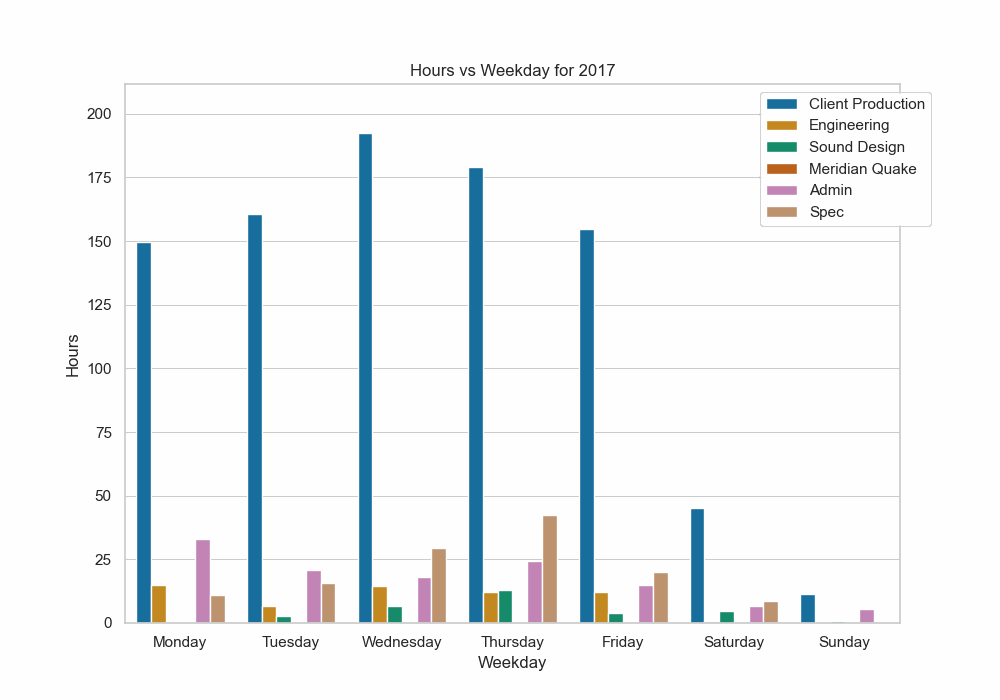 Hours vs Weekday for 2017
Client Production
Engineering
Sound Design
Meridian Quake
Admin
Spec
200
175
150
125
100
75
50
25
0
Hours
Monday Tuesday Wednesday Thursday Friday Saturday Sunday
Weekday